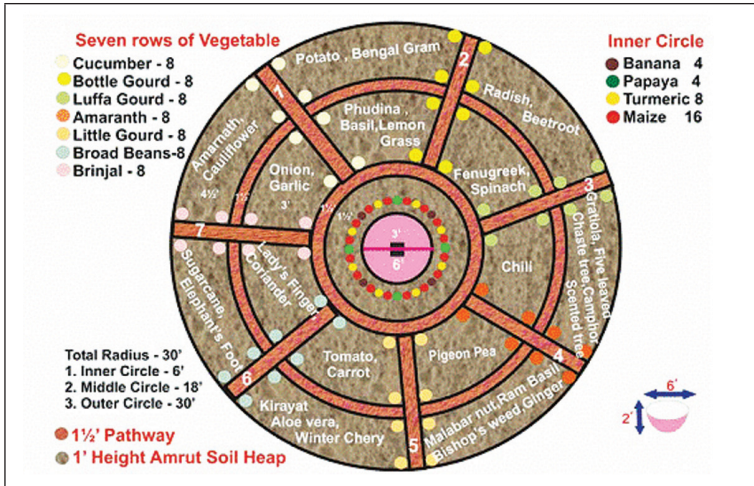 Seven rows of Vegetable
Cucumber - 8
Bottle Gourd - 8
Luffa Gourd - 8
Amaranth - 8
Little Gourd - 8
Broad Beans-8
Brinjal - 8
Inner Circle
Banana 4
Papaya 4
Turmeric 8
Maize 16
Potato , Bengal Gram
1
2
Radish,
Beetroot
Amarnath,
Cauliflower
4½'
1½'
Phudina ,
Basil,Lemon
Grass
Onion,
Garlic
3'
1½'
1½'
Fenugreek,
Spinach
3
Gratiola, Five leaved
Chaste tree,Camphor
Scented tree
3'
6'
Chill
7
Lady's Finger,
Coriander
Sugarcane,
Elephant's Foot
6
Tomato,
Carrot
Pigeon Pea
4
Malabar nut,Ram Basil
Bishop's weed,Ginger
5
Kirayat
Aloe vera,
Winter Chery
Total Radius - 30'
1. Inner Circle - 6'
2. Middle Circle - 18'
3. Outer Circle - 30'
1½' Pathway
1' Height Amrut Soil Heap
6'
2'